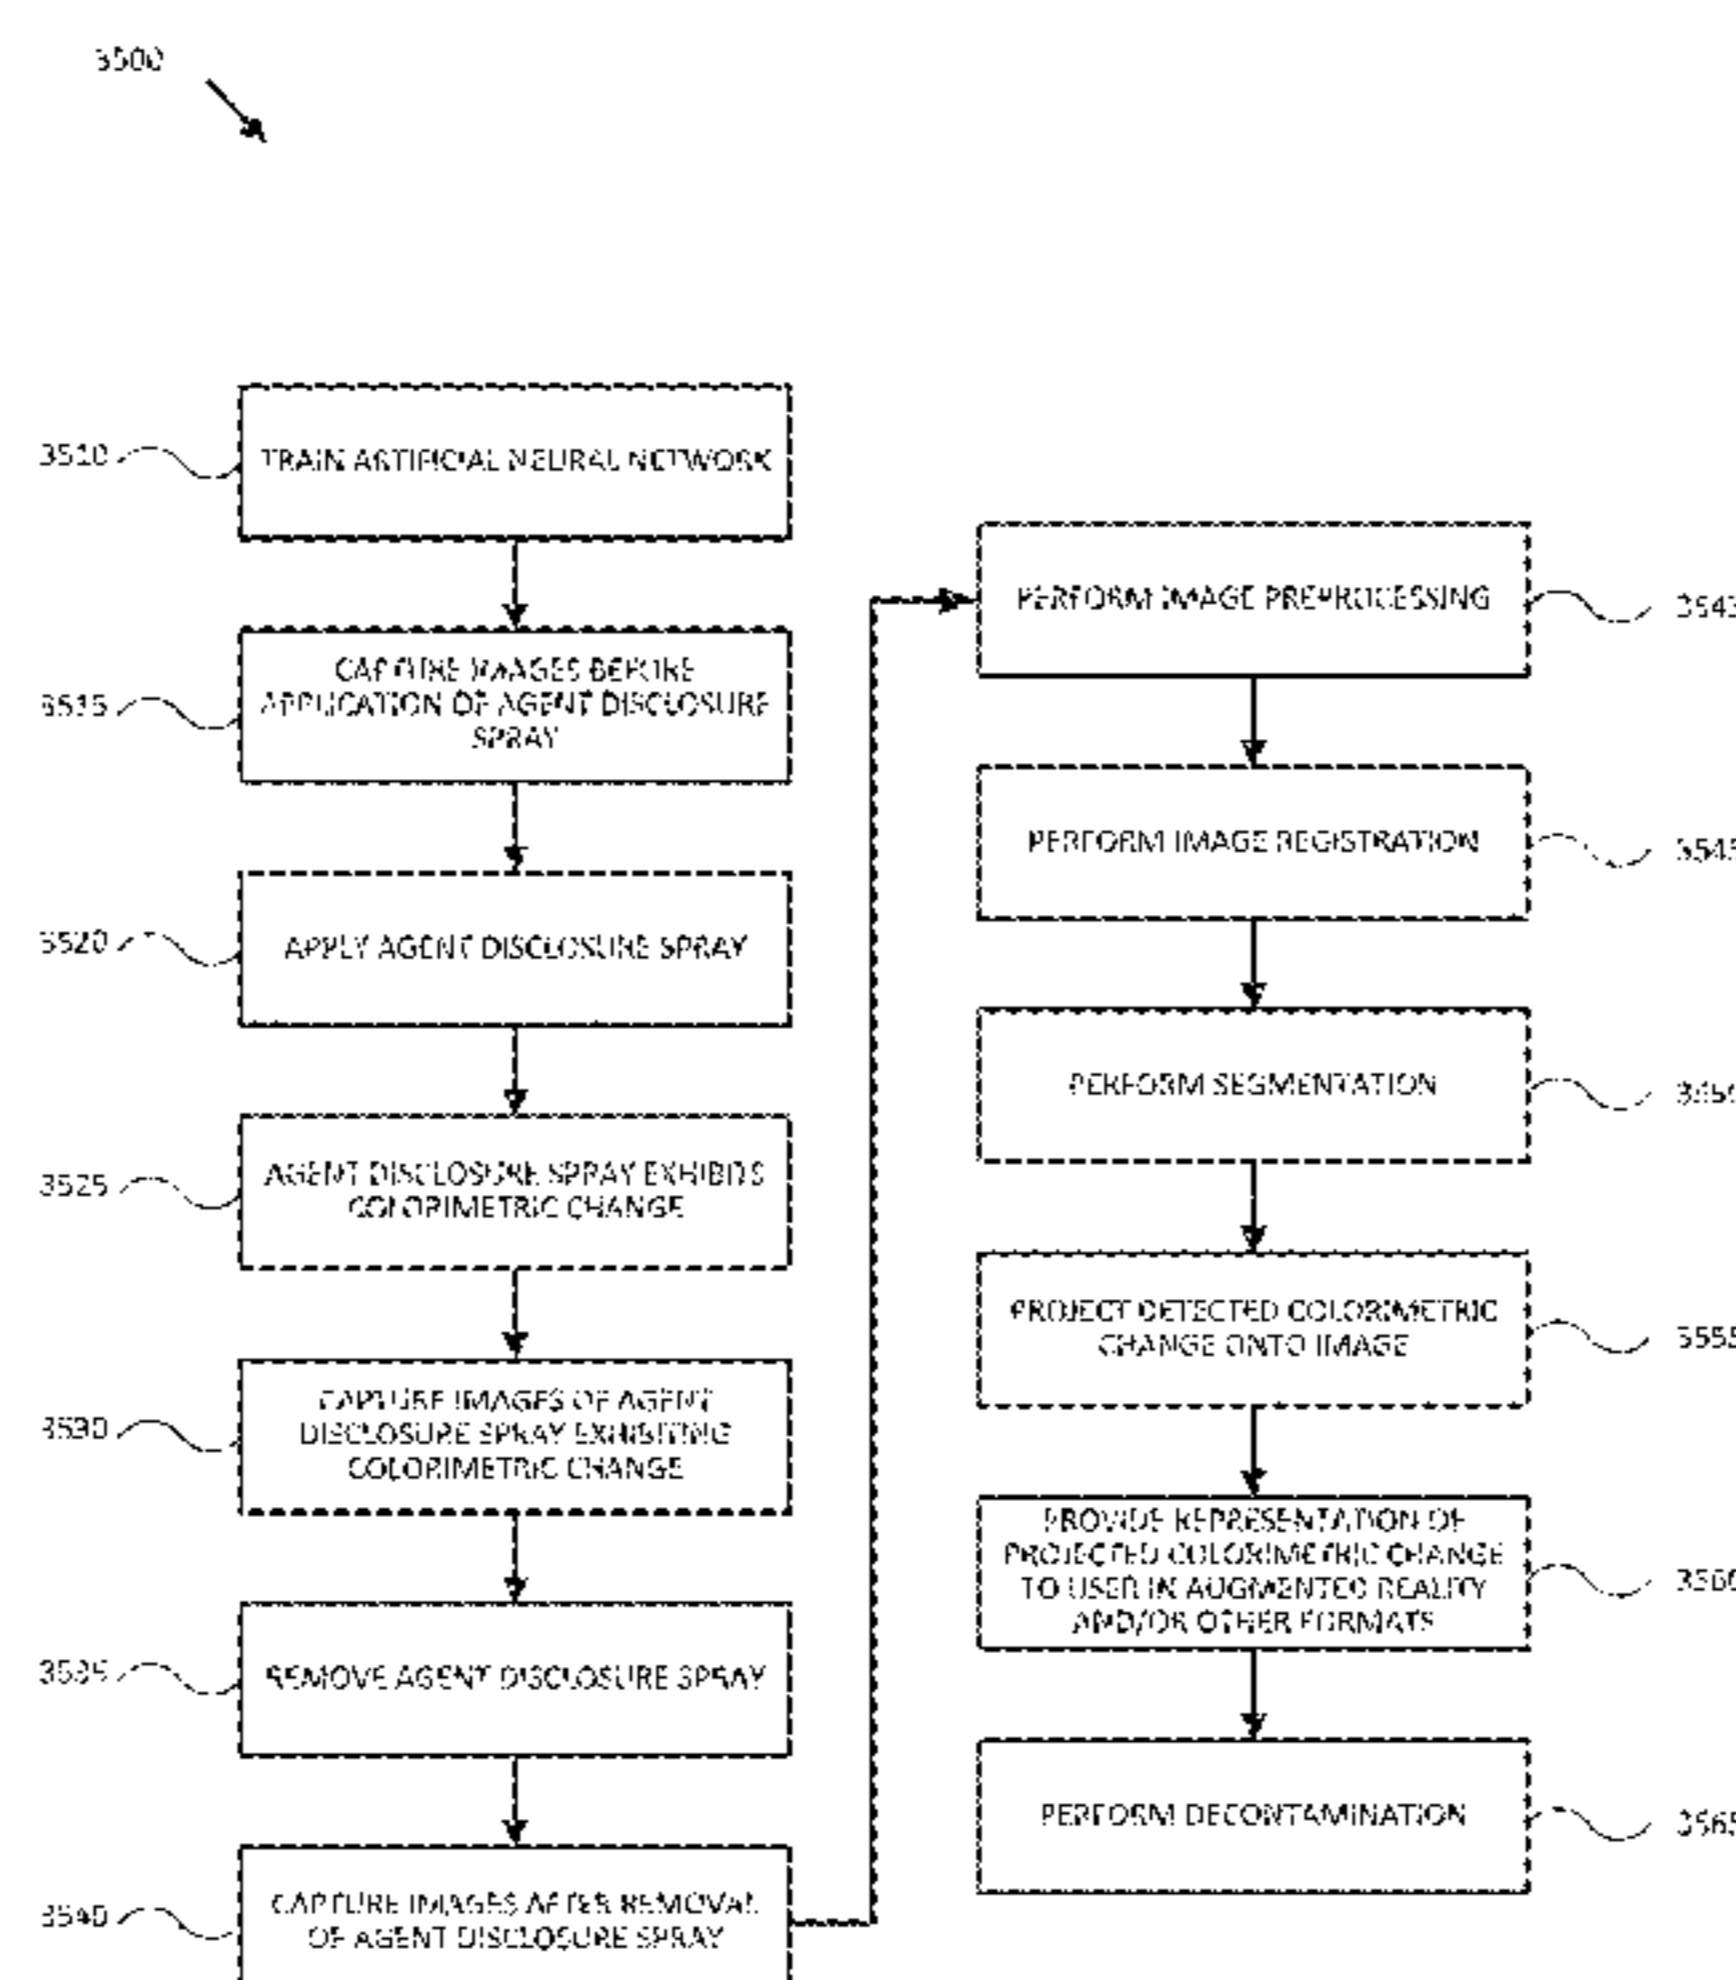 3500
3510
TRAIN ARTIFICIAL NEURAL NETWORK
3515
CAPTURE IMAGES BEFORE
APPLICATION OF AGENT DISCLOSURE
SPRAY
3520
APPLY AGENT DISCLOSURE SPRAY
3525
AGENT DISCLOSURE SPRAY EXHIBITS
COLORIMETRIC CHANGE
3530
CAPTURE IMAGES OF AGENT
DISCLOSURE SPRAY EXHIBITING
COLORIMETRIC CHANGE
3535
REMOVE AGENT DISCLOSURE SPRAY
3540
CAPTURE IMAGES AFTER REMOVAL
OF AGENT DISCLOSURE SPRAY
PERFORM IMAGE PREPROCESSING
PERFORM IMAGE REGISTRATION
PERFORM SEGMENTATION
PROJECT DETECTED COLORIMETRIC
CHANGE ONTO IMAGE
3555
PROVIDE REPRESENTATION OF
PROJECTED COLORIMETRIC CHANGE
TO USER IN AUGMENTED REALITY
AND/OR OTHER FORMATS
3560
PERFORM DECONTAMINATION
3565